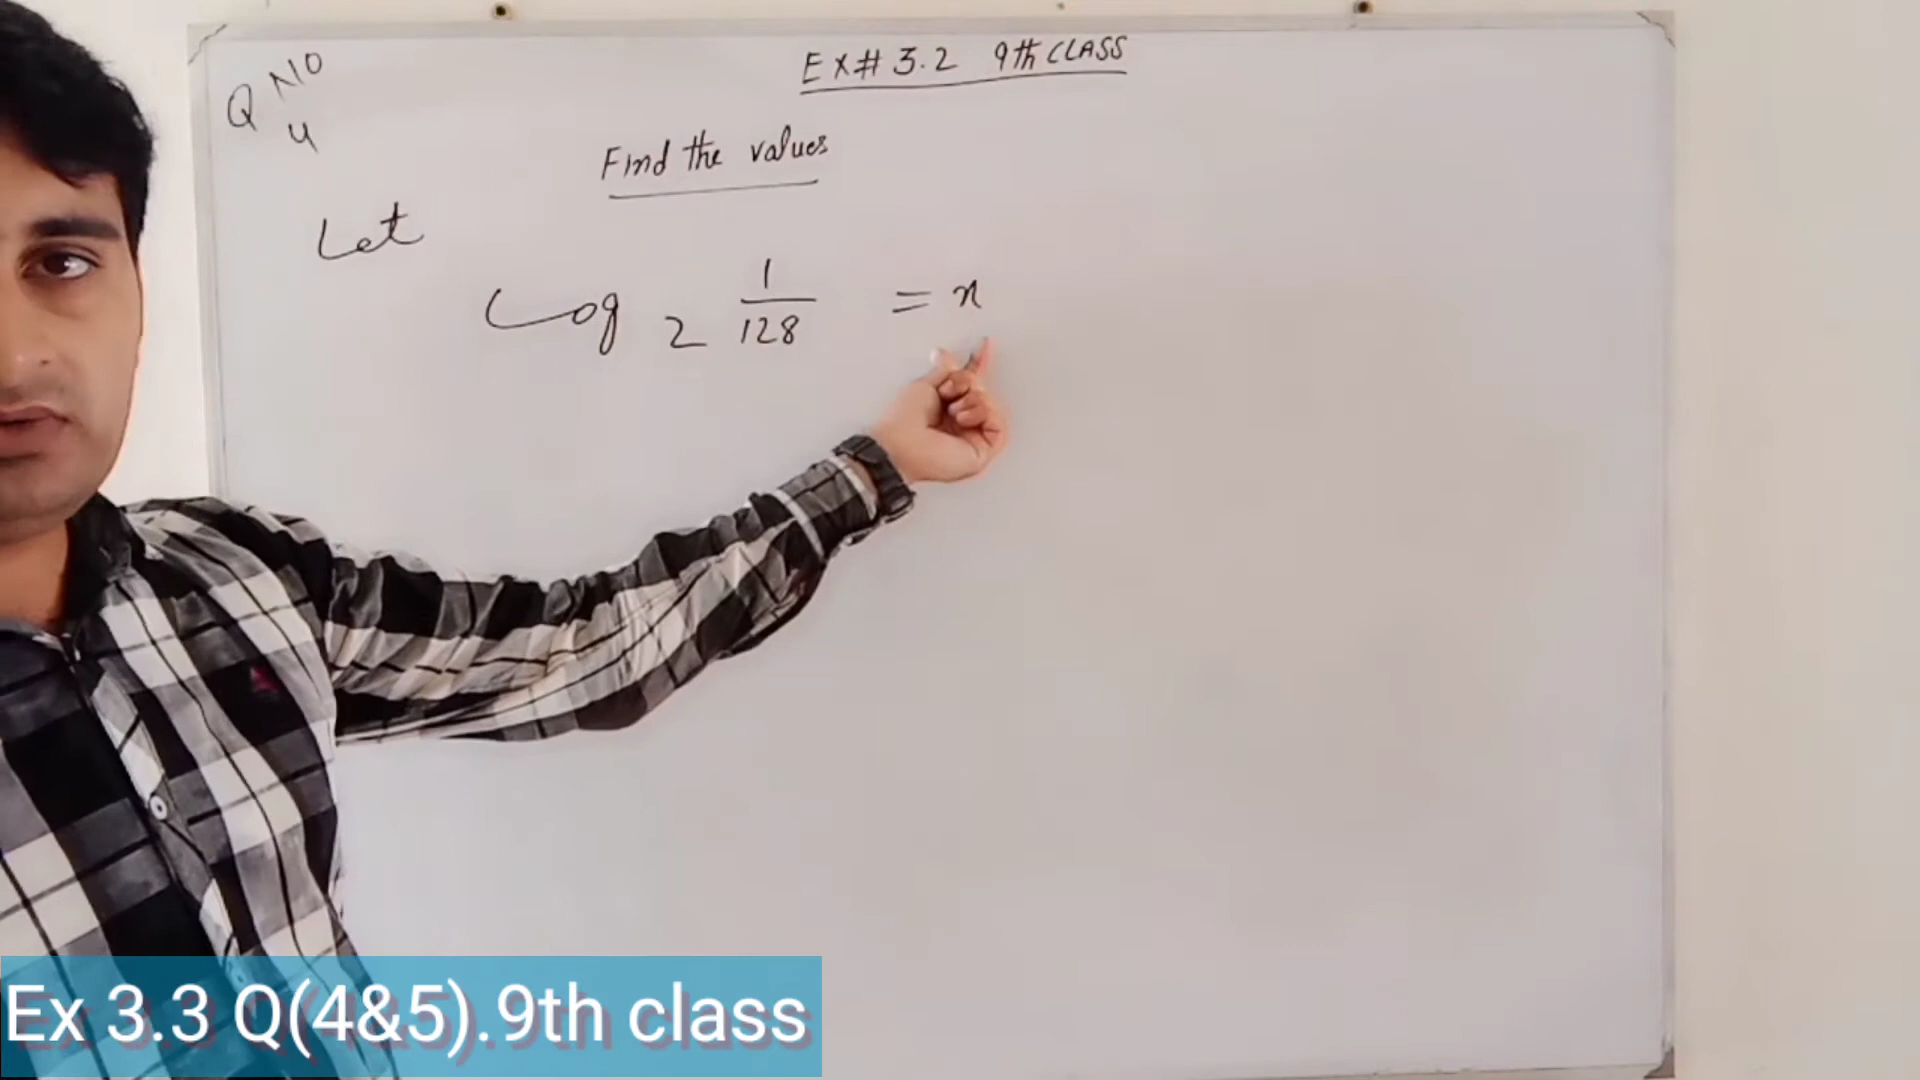 Q NO 4
EX# 3.2 9th CLASS
Find the values
Let
Log 2 1/128 = x
Ex 3.3 Q(4&5).9th class